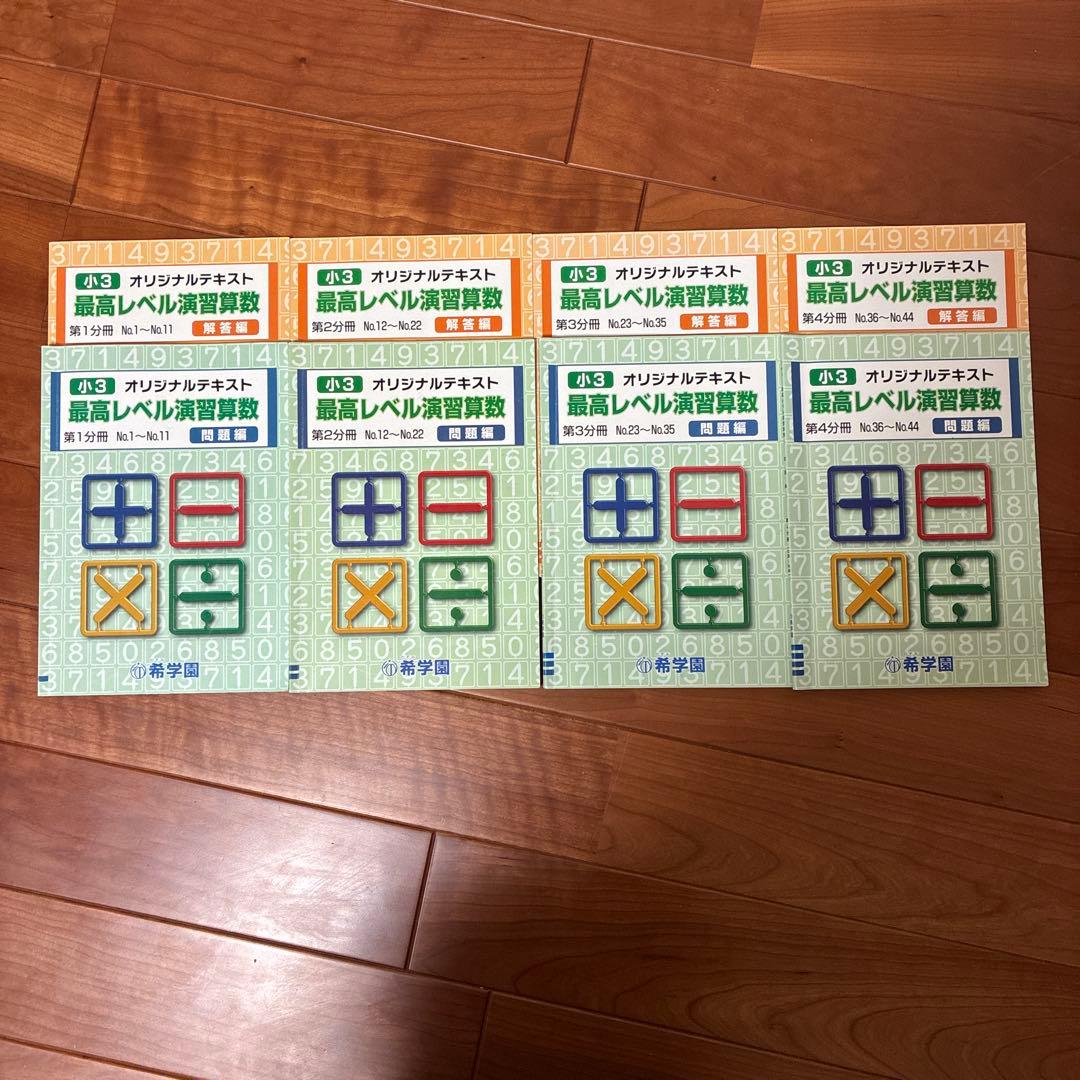 小3 オリジナルテキスト
最高レベル演習算数
第1分冊 No.1〜No.11 解答編
小3 オリジナルテキスト
最高レベル演習算数
第2分冊 No.12〜No.22 解答編
小3 オリジナルテキスト
最高レベル演習算数
第3分冊 No.23〜No.35 解答編
小3 オリジナルテキスト
最高レベル演習算数
第4分冊 No.36〜No.44 解答編
小3 オリジナルテキスト
最高レベル演習算数
第1分冊 No.1〜No.11 問題編
希学園
小3 オリジナルテキスト
最高レベル演習算数
第2分冊 No.12〜No.22 問題編
希学園
小3 オリジナルテキスト
最高レベル演習算数
第3分冊 No.23〜No.35 問題編
希学園
小3 オリジナルテキスト
最高レベル演習算数
第4分冊 No.36〜No.44 問題編
希学園